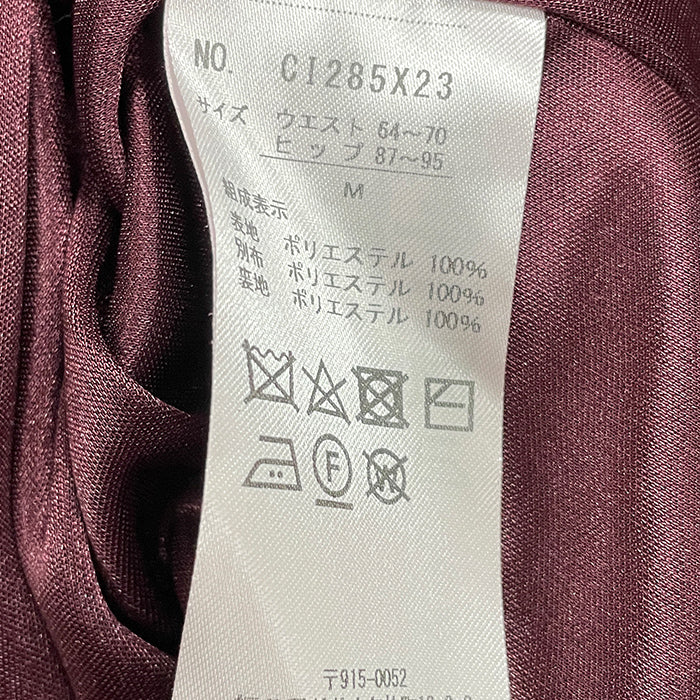 NO. CI285X23
サイズ ウエスト 64～70
ヒップ 87～95
M
組成表示
表地 ポリエステル 100%
別布 ポリエステル 100%
裏地 ポリエステル 100%
F
W
〒915-0052